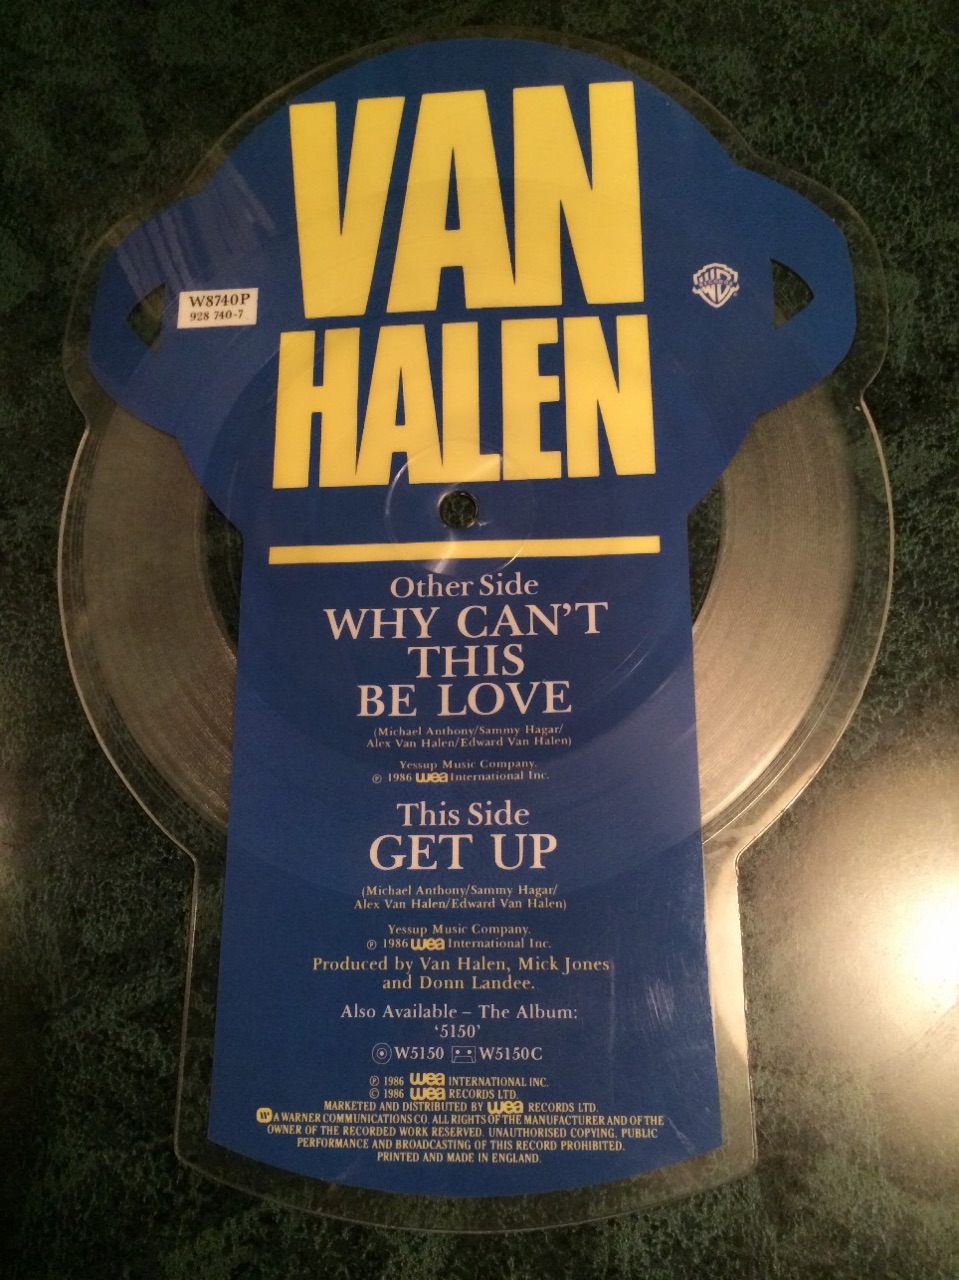 VAN
HALEN
W8740P
928 740-7
Other Side
WHY CAN'T
THIS
BE LOVE
(Michael Anthony/Sammy Hagar/
Alex Van Halen/Edward Van Halen)
Yessup Music Company.
℗ 1986 wea International Inc.
This Side
GET UP
(Michael Anthony/Sammy Hagar/
Alex Van Halen/Edward Van Halen)
Yessup Music Company.
℗ 1986 wea International Inc.
Produced by Van Halen, Mick Jones
and Donn Landee.
Also Available – The Album:
'5150'
W5150 W5150C
℗ 1986 wea INTERNATIONAL INC.
© 1986 wea RECORDS LTD.
MARKETED AND DISTRIBUTED BY wea RECORDS LTD.
A WARNER COMMUNICATIONS CO. ALL RIGHTS OF THE MANUFACTURER AND OF THE
OWNER OF THE RECORDED WORK RESERVED. UNAUTHORISED COPYING, PUBLIC
PERFORMANCE AND BROADCASTING OF THIS RECORD PROHIBITED.
PRINTED AND MADE IN ENGLAND.